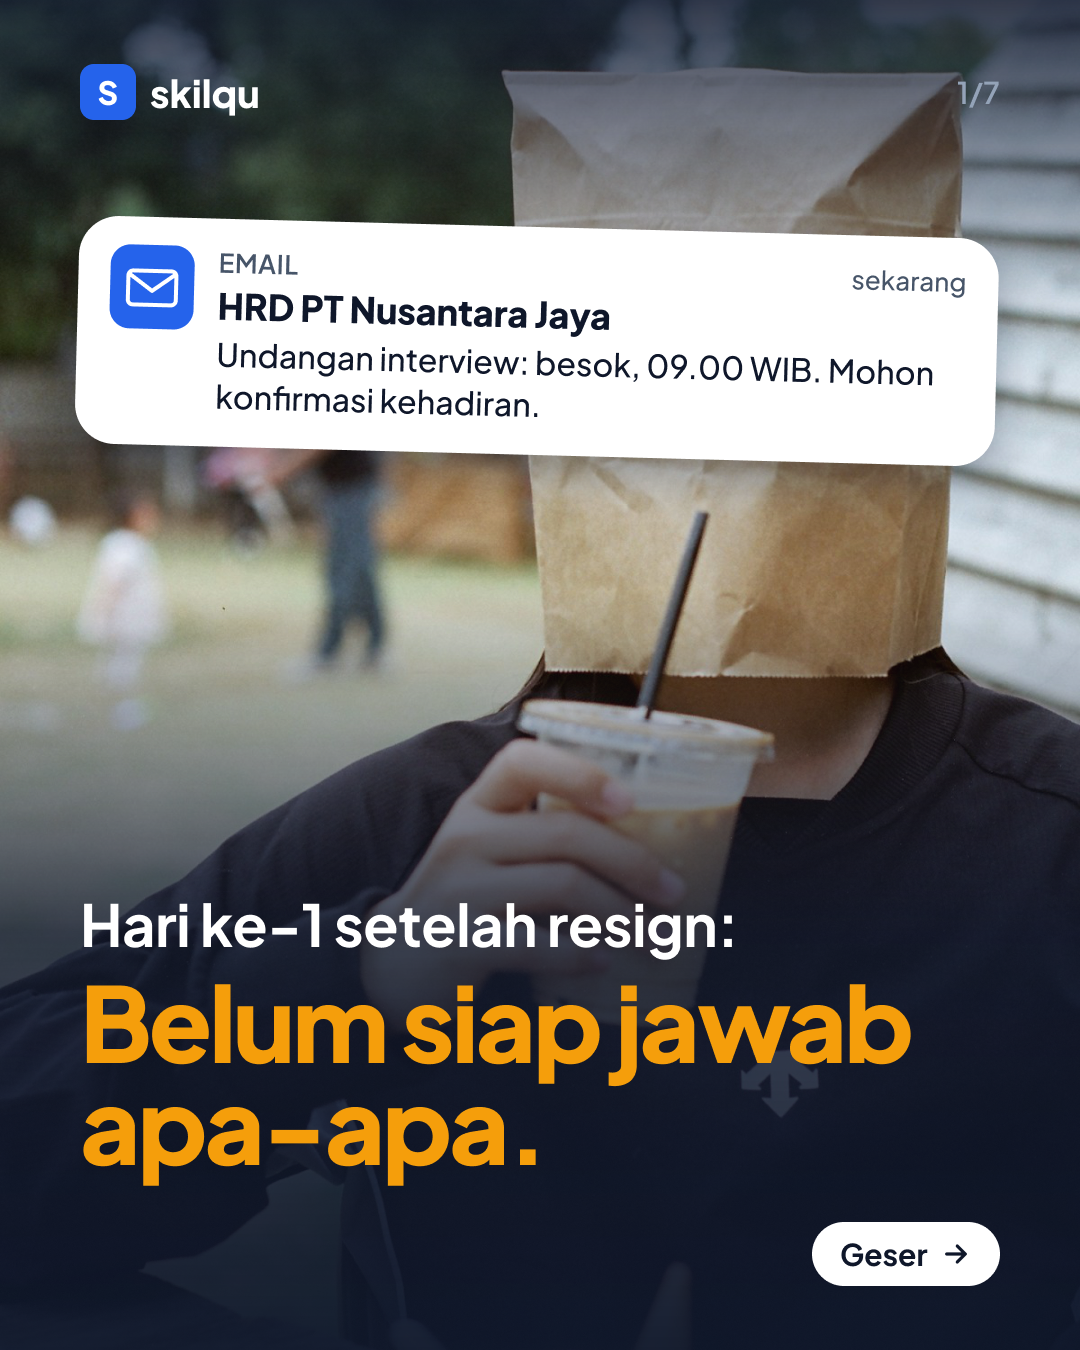 S skilqu
1/7
EMAIL
sekarang
HRD PT Nusantara Jaya
Undangan interview: besok, 09.00 WIB. Mohon
konfirmasi kehadiran.
Hari ke-1 setelah resign:
Belum siap jawab
apa-apa.
Geser →